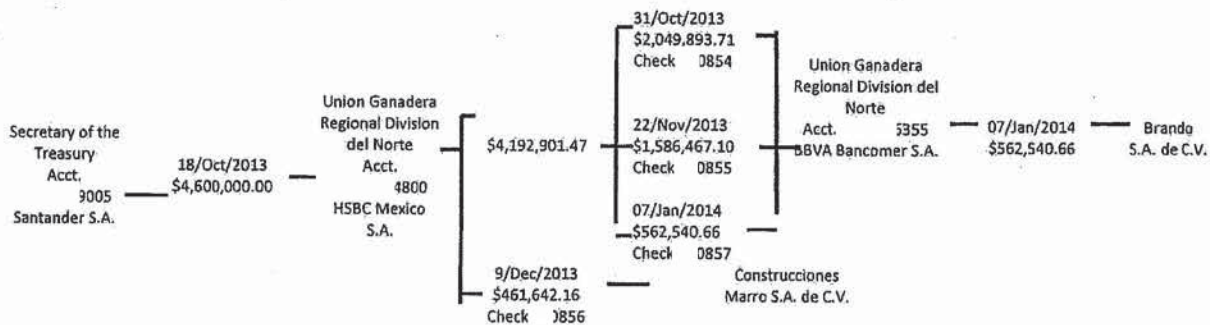 Secretary of the
Treasury
Acct.
9005
Santander S.A.
18/Oct/2013
$4,600,000.00
Union Ganadera
Regional Division
del Norte
Acct.
4800
HSBC Mexico
S.A.
$4,192,901.47
9/Dec/2013
$461,642.16
Check 0856
31/Oct/2013
$2,049,893.71
Check 0854
22/Nov/2013
$1,586,467.10
Check 0855
07/Jan/2014
$562,540.66
Check 0857
Construcciones
Marro S.A. de C.V.
Union Ganadera
Regional Division del
Norte
Acct. 5355
BBVA Bancomer S.A.
07/Jan/2014
$562,540.66
Brando
S.A. de C.V.